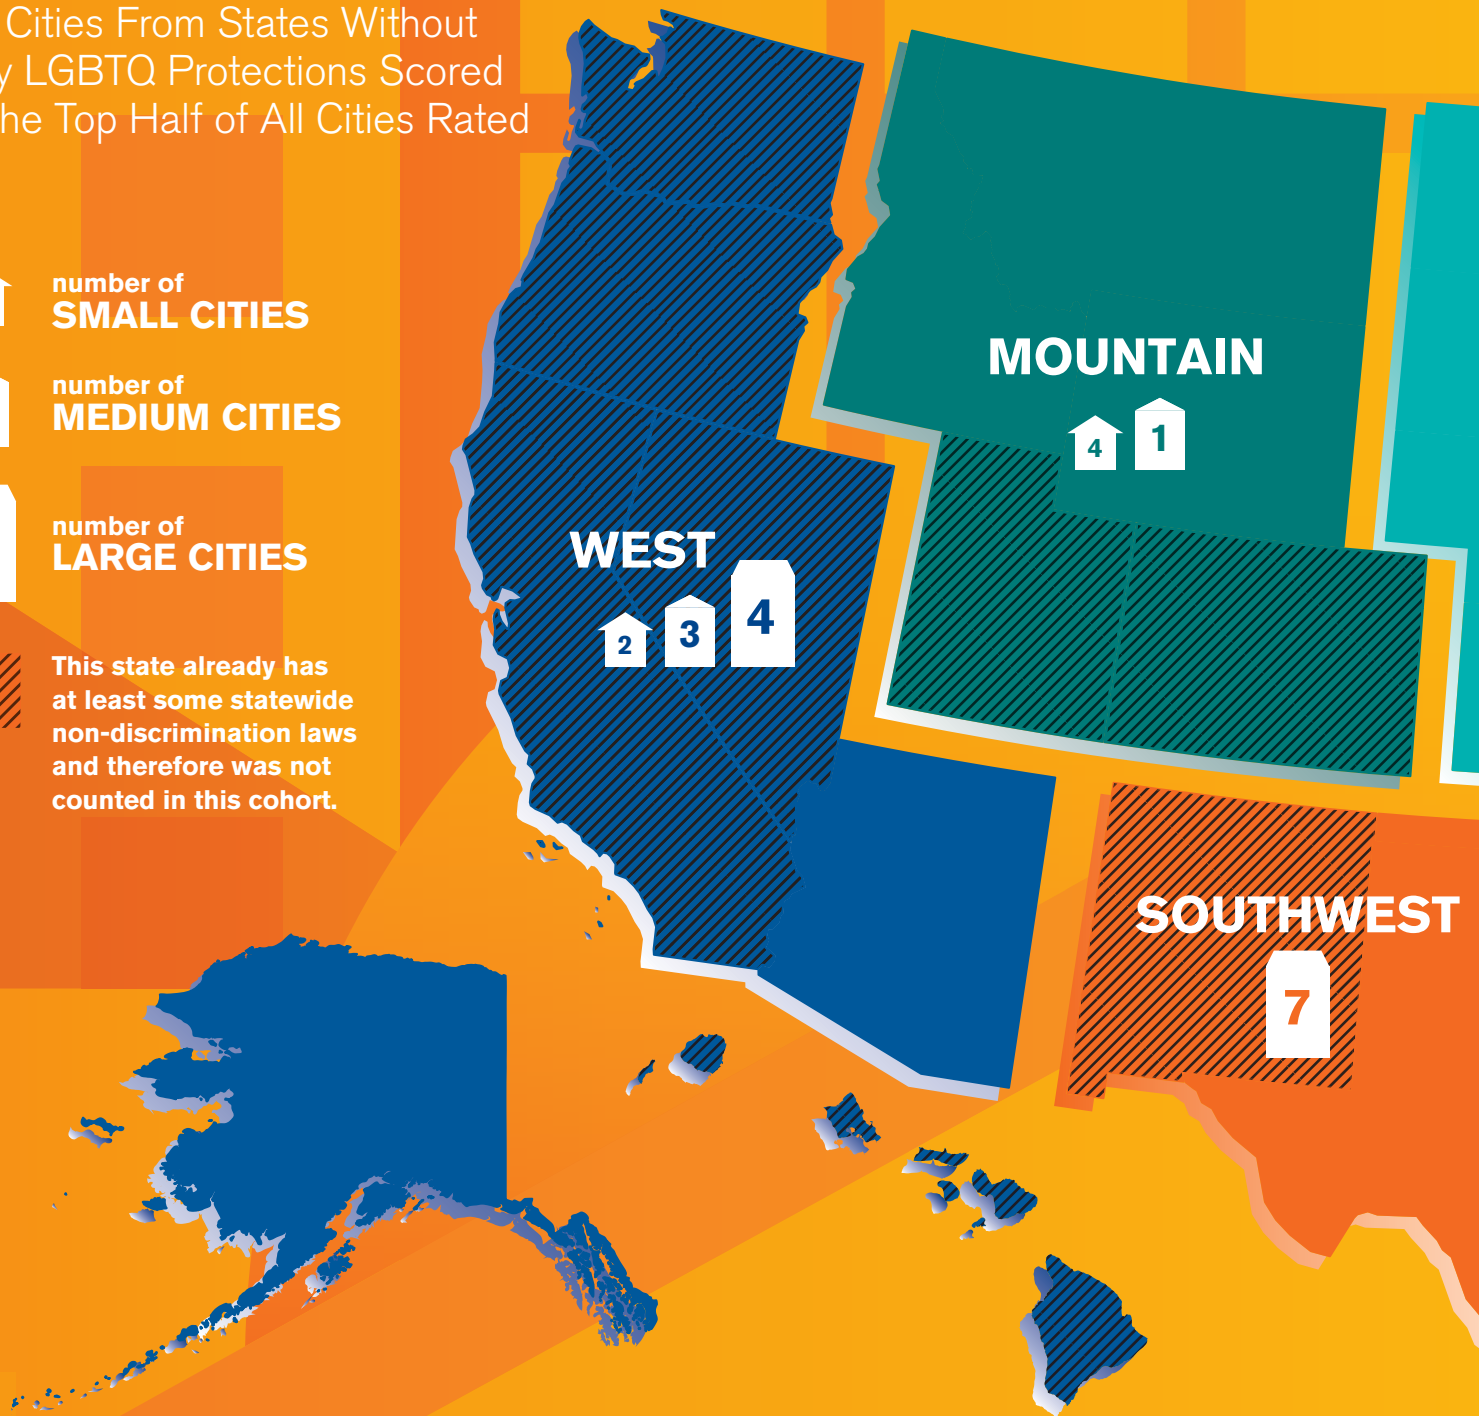 Cities From States Without
y LGBTQ Protections Scored
he Top Half of All Cities Rated
number of
SMALL CITIES
number of
MEDIUM CITIES
number of
LARGE CITIES
This state already has
at least some statewide
non-discrimination laws
and therefore was not
counted in this cohort.
MOUNTAIN
4 1
WEST
2 3 4
SOUTHWEST
7